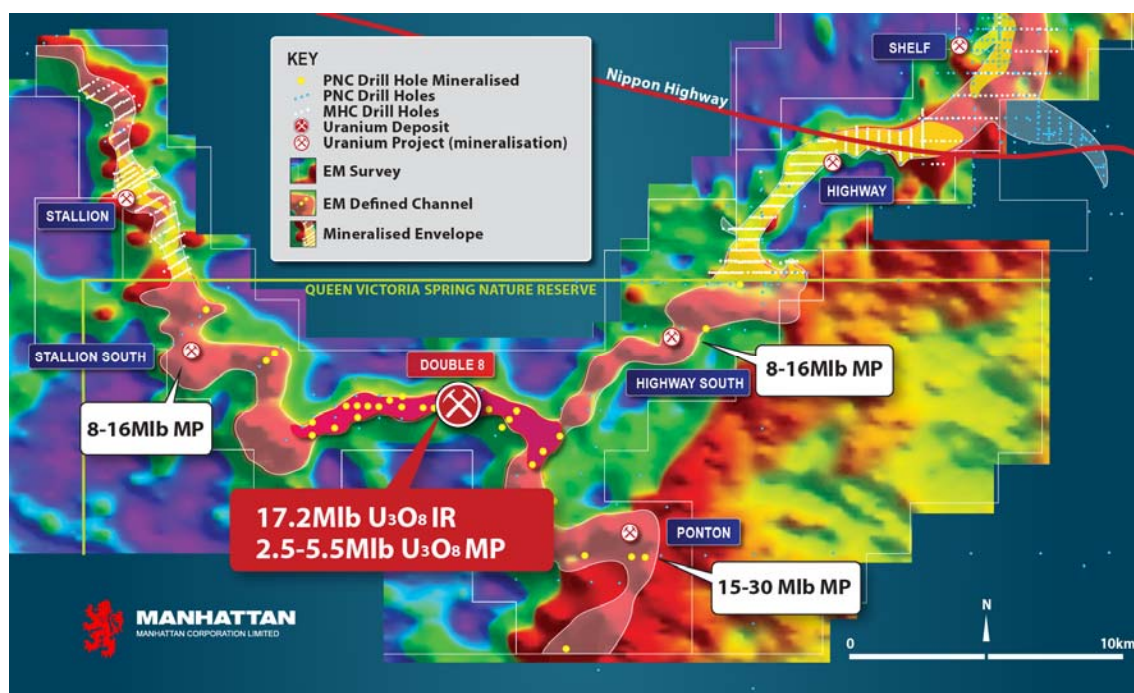 KEY
PNC Drill Hole Mineralised
PNC Drill Holes
MHC Drill Holes
Uranium Deposit
Uranium Project (mineralisation)
EM Survey
EM Defined Channel
Mineralised Envelope
SHELF
Nippon Highway
HIGHWAY
STALLION
QUEEN VICTORIA SPRING NATURE RESERVE
STALLION SOUTH
DOUBLE 8
HIGHWAY SOUTH
8-16Mlb MP
8-16Mlb MP
17.2Mlb U₃O₈ IR
2.5-5.5Mlb U₃O₈ MP
PONTON
15-30 Mlb MP
MANHATTAN
MANHATTAN CORPORATION LIMITED
N
0 10km